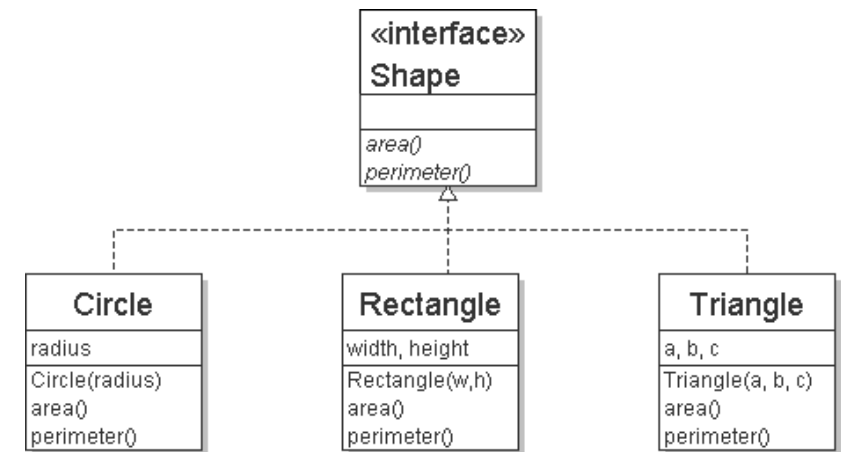 «interface»
Shape
area()
perimeter()
Circle
radius
Circle(radius)
area()
perimeter()
Rectangle
width, height
Rectangle(w,h)
area()
perimeter()
Triangle
a, b, c
Triangle(a, b, c)
area()
perimeter()